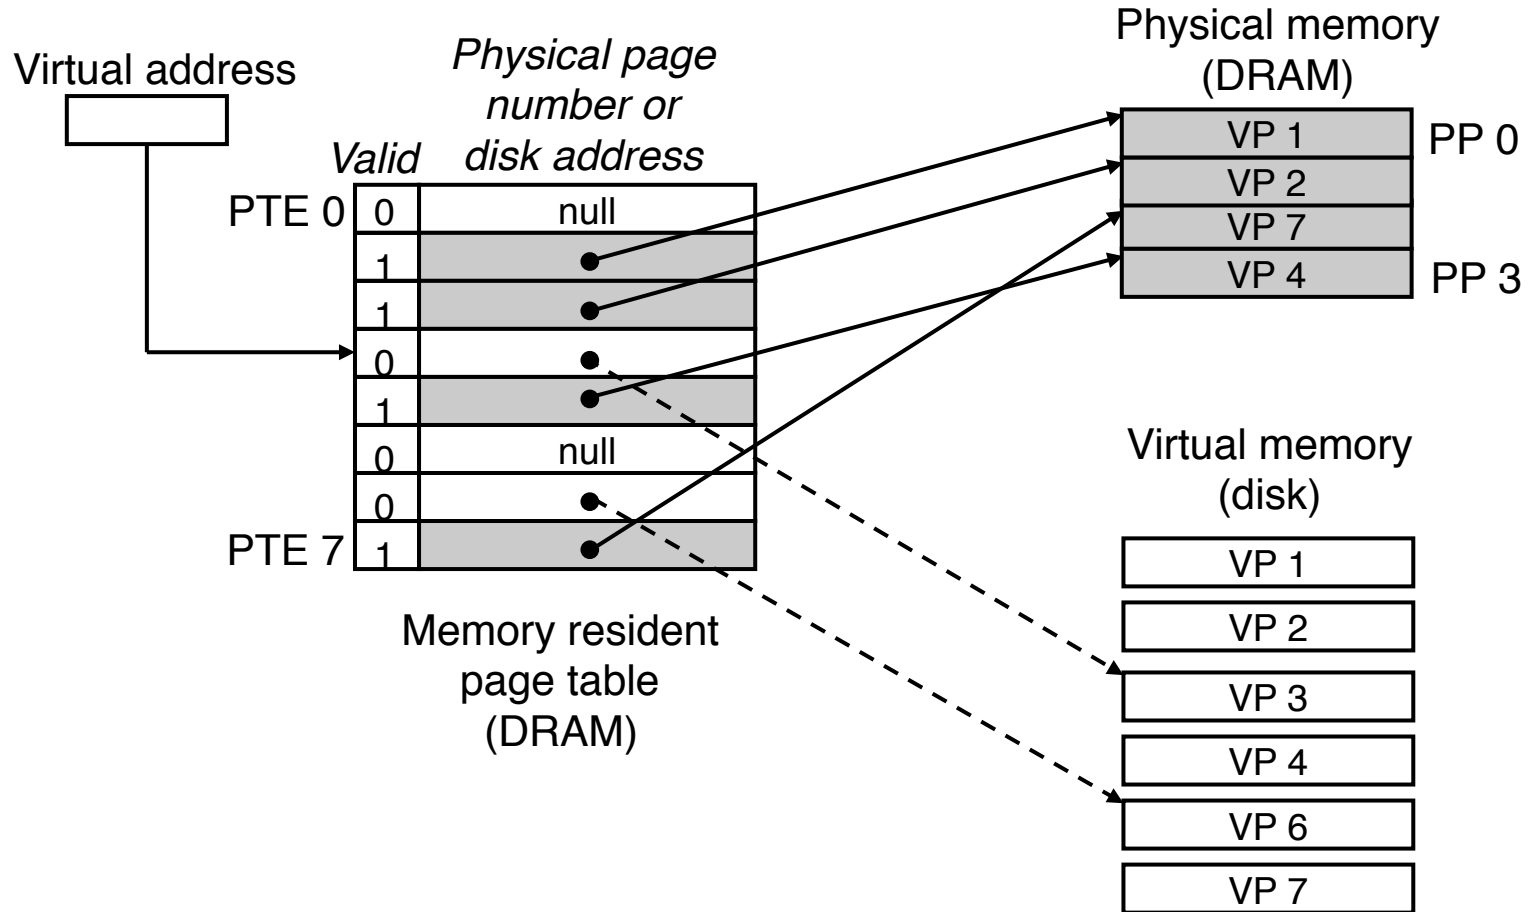 Virtual address
Physical page
number or
disk address
Valid
PTE 0
0 null
1
1
0
1
0 null
0
PTE 7 1
Memory resident
page table
(DRAM)
Physical memory
(DRAM)
VP 1 PP 0
VP 2
VP 7
VP 4 PP 3
Virtual memory
(disk)
VP 1
VP 2
VP 3
VP 4
VP 6
VP 7